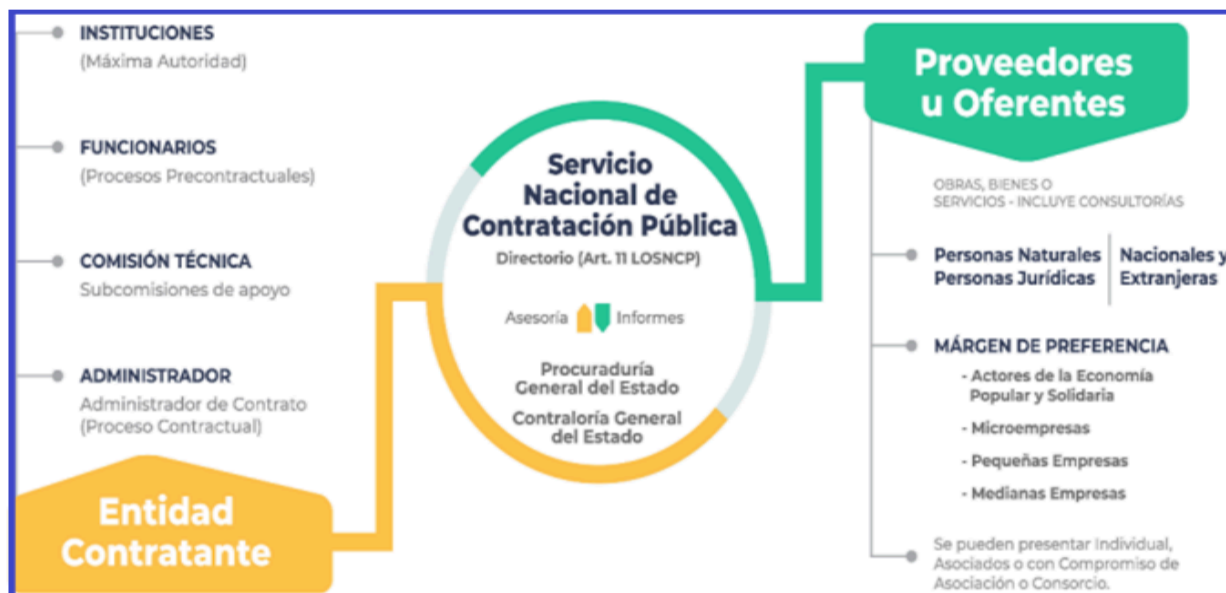 INSTITUCIONES
(Máxima Autoridad)
FUNCIONARIOS
(Procesos Precontractuales)
COMISIÓN TÉCNICA
Subcomisiones de apoyo
ADMINISTRADOR
Administrador de Contrato
(Proceso Contractual)
Entidad
Contratante
Servicio
Nacional de
Contratación Pública
Directorio (Art. 11 LOSNCP)
Asesoría Informes
Procuraduría
General del Estado
Contraloría General
del Estado
Proveedores
u Oferentes
OBRAS, BIENES O
SERVICIOS - INCLUYE CONSULTORÍAS
Personas Naturales
Personas Jurídicas
Nacionales y
Extranjeras
MÁRGEN DE PREFERENCIA
- Actores de la Economía
Popular y Solidaria
- Microempresas
- Pequeñas Empresas
- Medianas Empresas
Se pueden presentar Individual,
Asociados o con Compromiso de
Asociación o Consorcio.